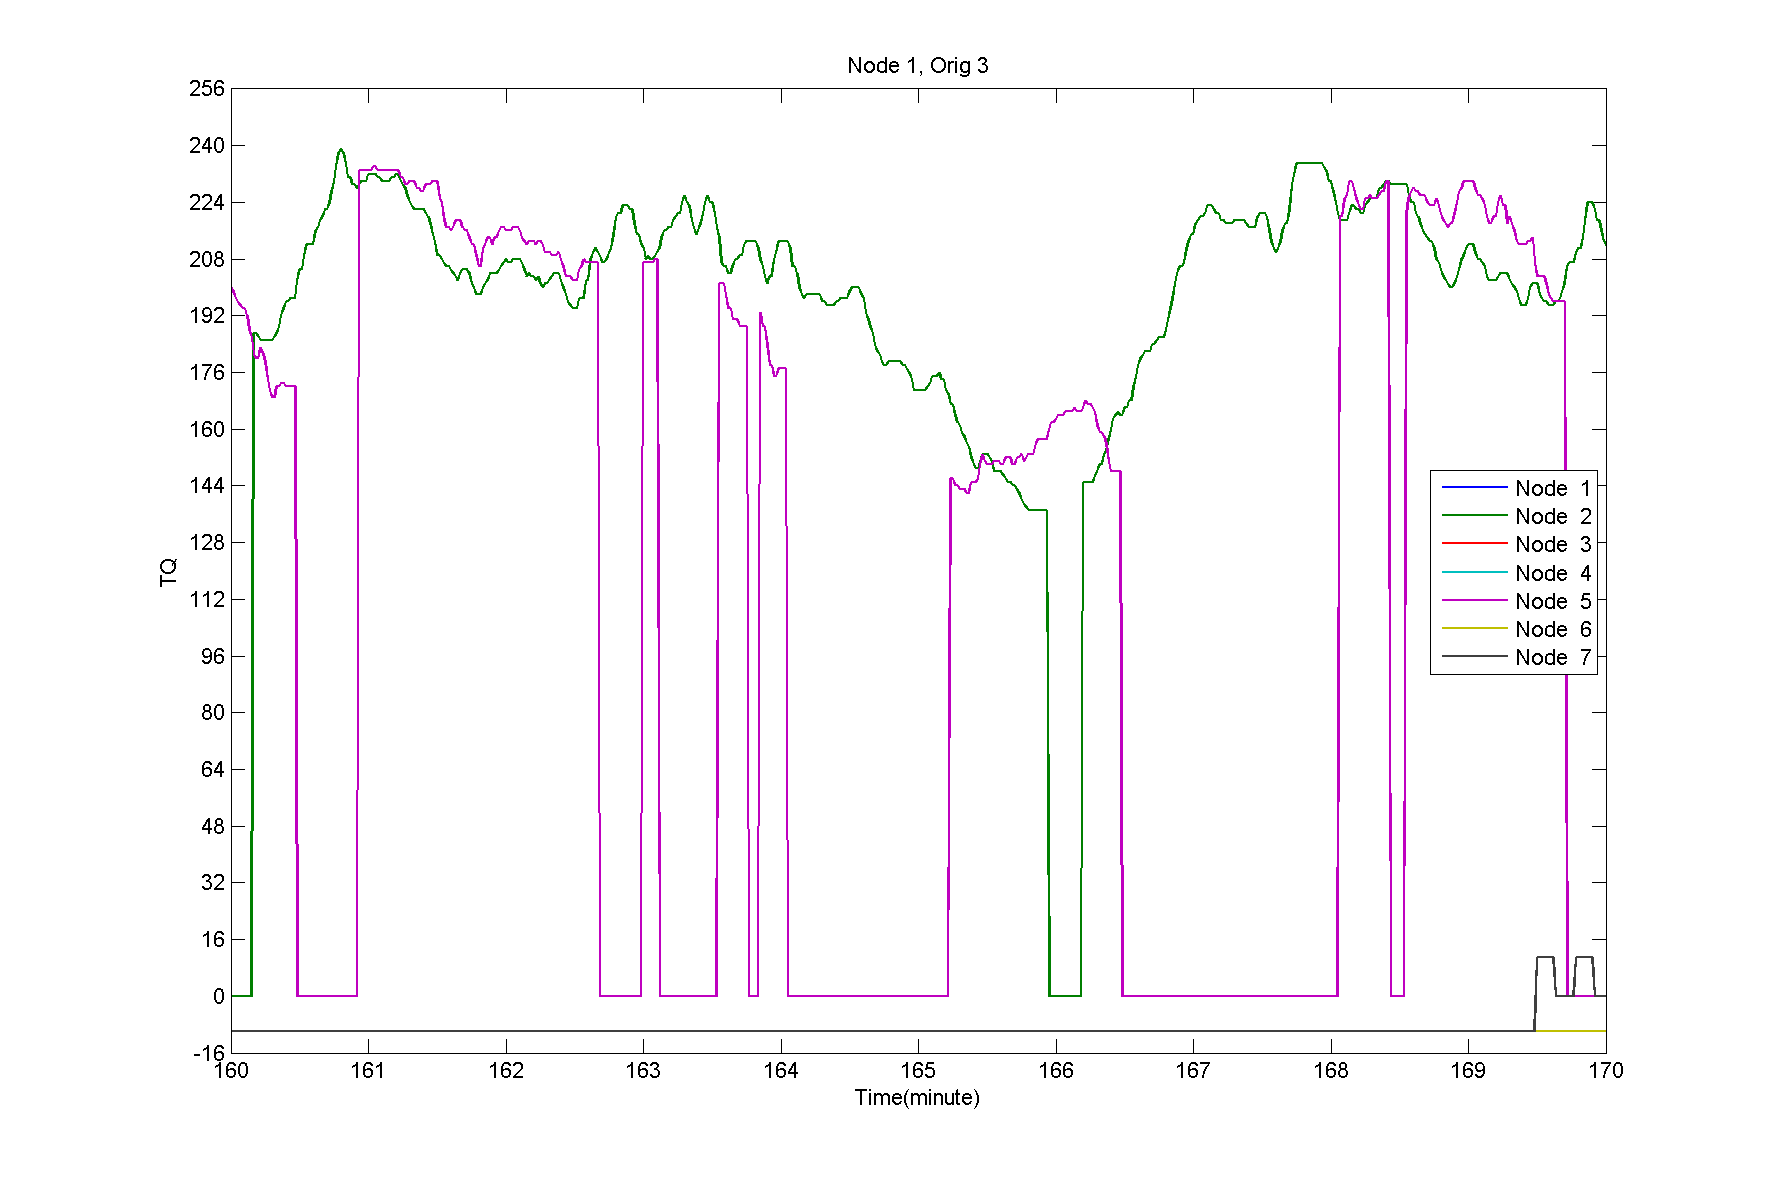 Node 1, Orig 3
256
240
224
208
192
176
160
144
128
112
96
80
64
48
32
16
0
-16
TQ
Node 1
Node 2
Node 3
Node 4
Node 5
Node 6
Node 7
160 161 162 163 164 165 166 167 168 169 170
Time(minute)